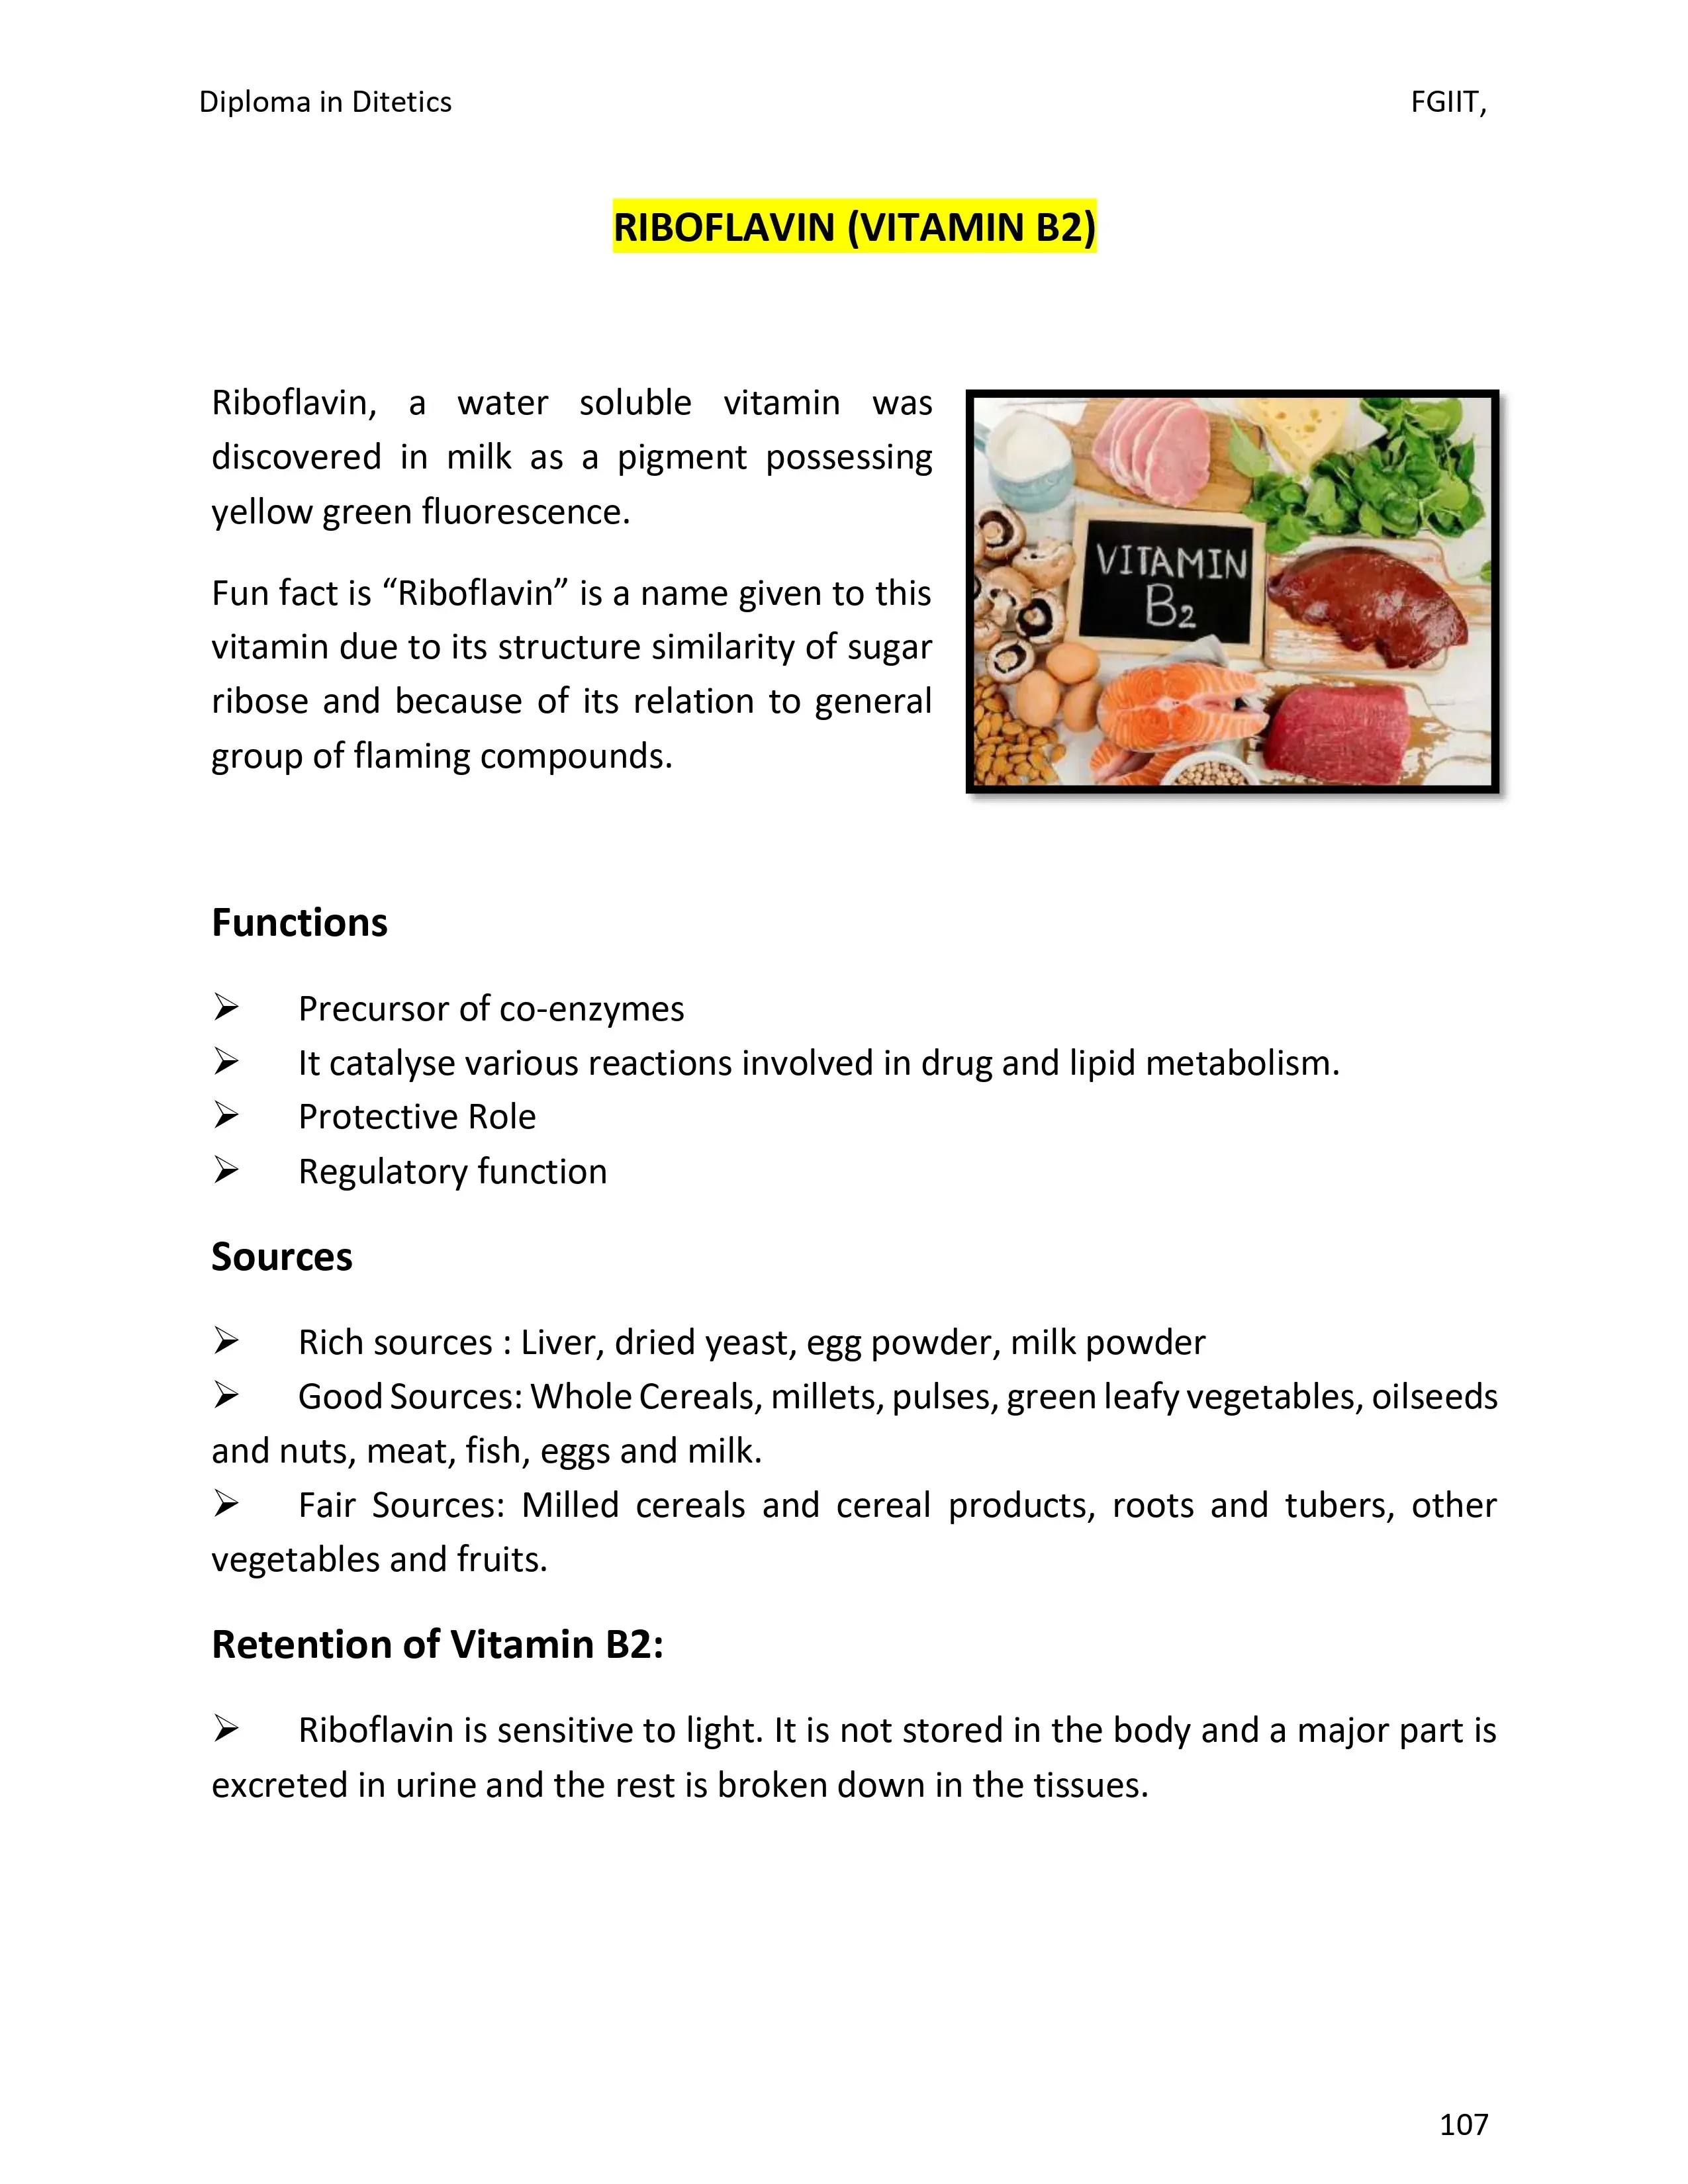 Diploma in Ditetics FGIIT,
RIBOFLAVIN (VITAMIN B2)
Riboflavin, a water soluble vitamin was
discovered in milk as a pigment possessing
yellow green fluorescence.
Fun fact is “Riboflavin” is a name given to this
vitamin due to its structure similarity of sugar
ribose and because of its relation to general
group of flaming compounds.
VITAMIN
B2
Functions
➢ Precursor of co-enzymes
➢ It catalyse various reactions involved in drug and lipid metabolism.
➢ Protective Role
➢ Regulatory function
Sources
➢ Rich sources : Liver, dried yeast, egg powder, milk powder
➢ Good Sources: Whole Cereals, millets, pulses, green leafy vegetables, oilseeds
and nuts, meat, fish, eggs and milk.
➢ Fair Sources: Milled cereals and cereal products, roots and tubers, other
vegetables and fruits.
Retention of Vitamin B2:
➢ Riboflavin is sensitive to light. It is not stored in the body and a major part is
excreted in urine and the rest is broken down in the tissues.
107